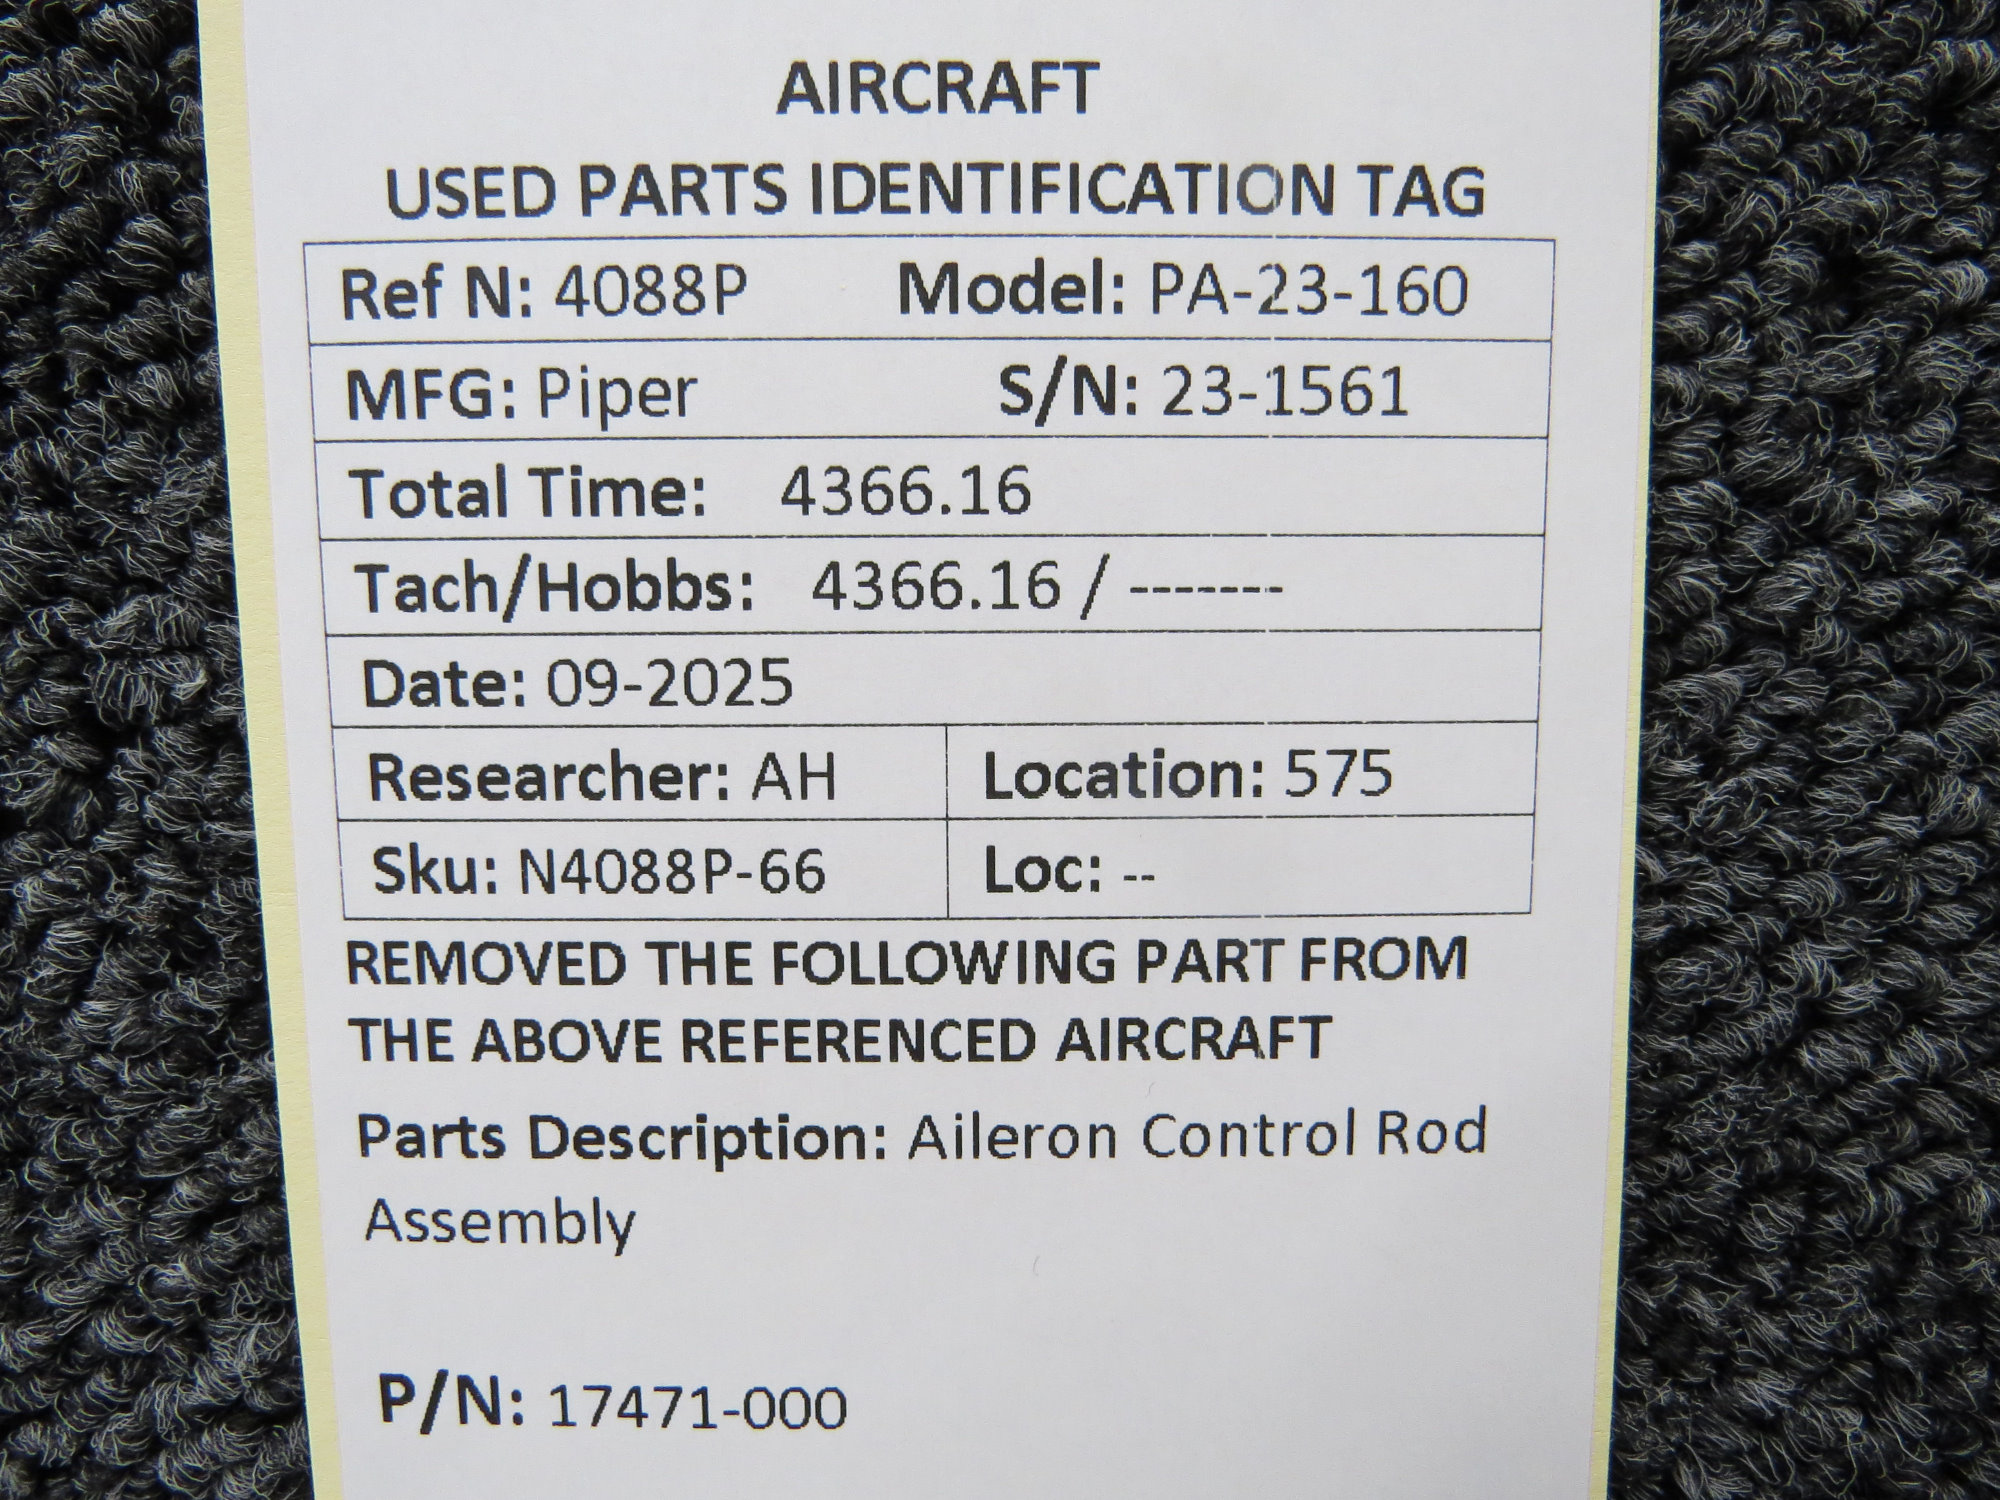 AIRCRAFT
USED PARTS IDENTIFICATION TAG
Ref N: 4088P Model: PA-23-160
MFG: Piper S/N: 23-1561
Total Time: 4366.16
Tach/Hobbs: 4366.16 / -------
Date: 09-2025
Researcher: AH Location: 575
Sku: N4088P-66 Loc: --
REMOVED THE FOLLOWING PART FROM
THE ABOVE REFERENCED AIRCRAFT
Parts Description: Aileron Control Rod
Assembly
P/N: 17471-000